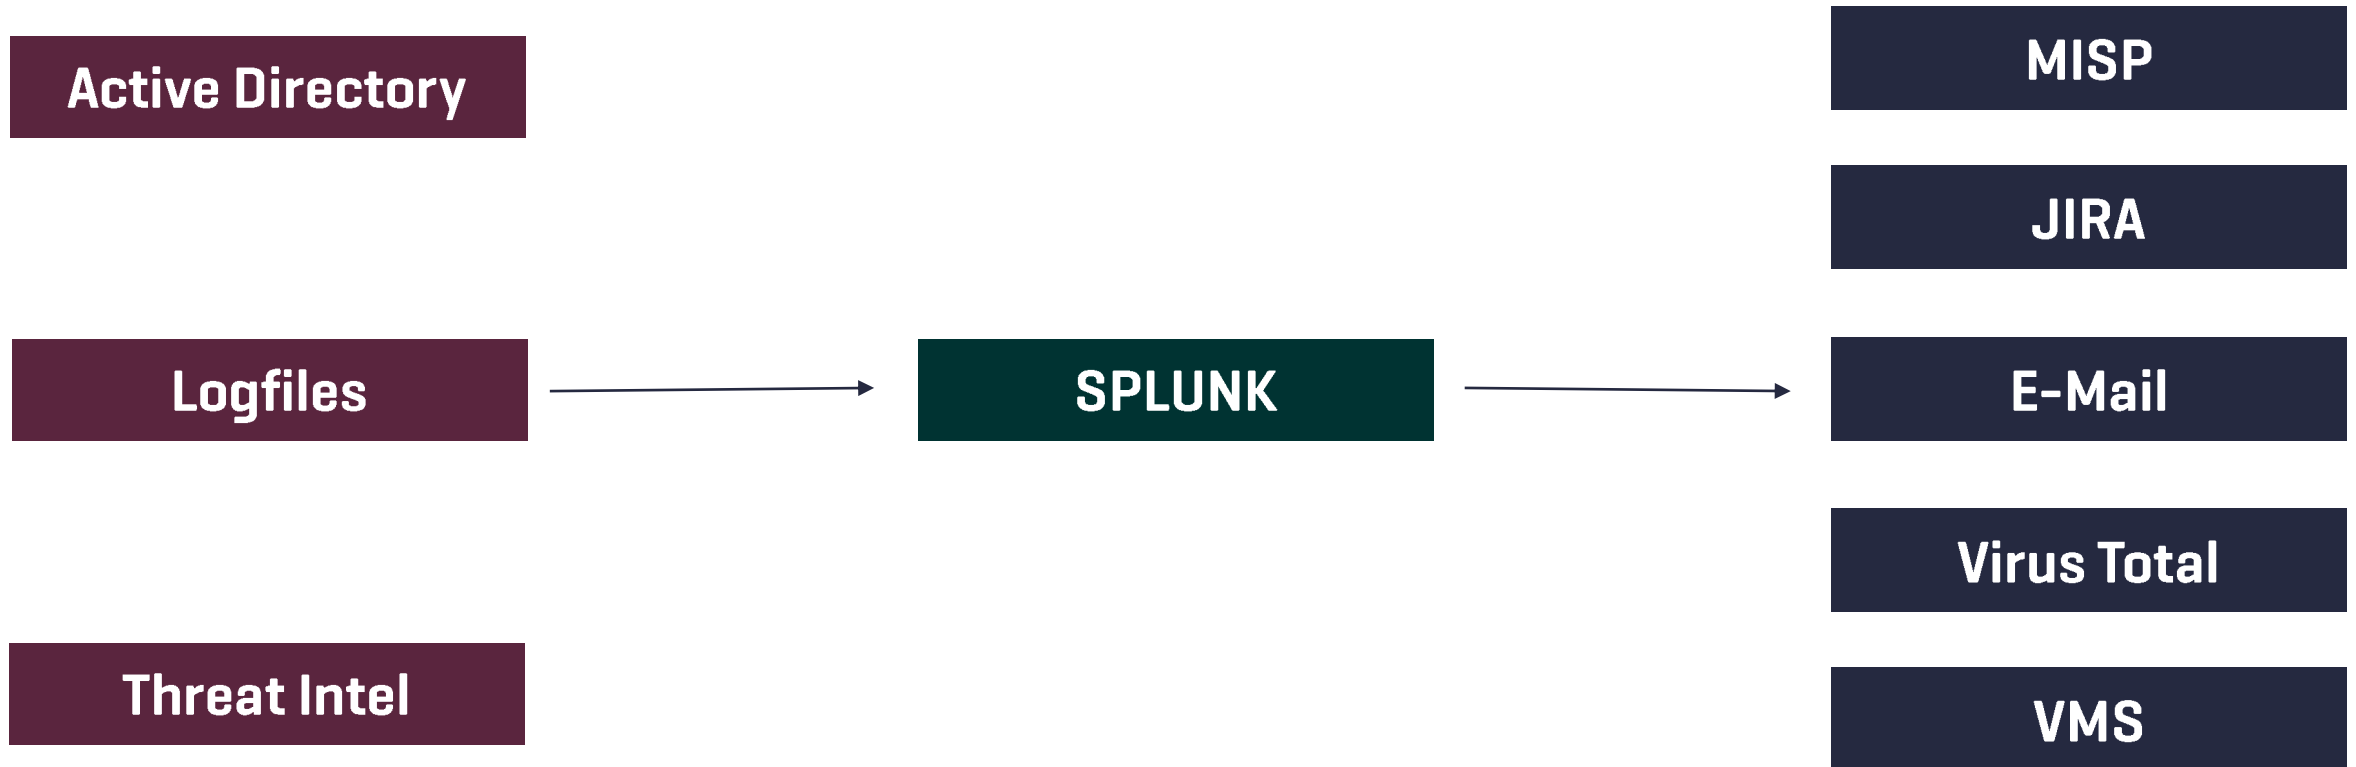 Active Directory
Logfiles
Threat Intel
SPLUNK
MISP
JIRA
E-Mail
Virus Total
VMS